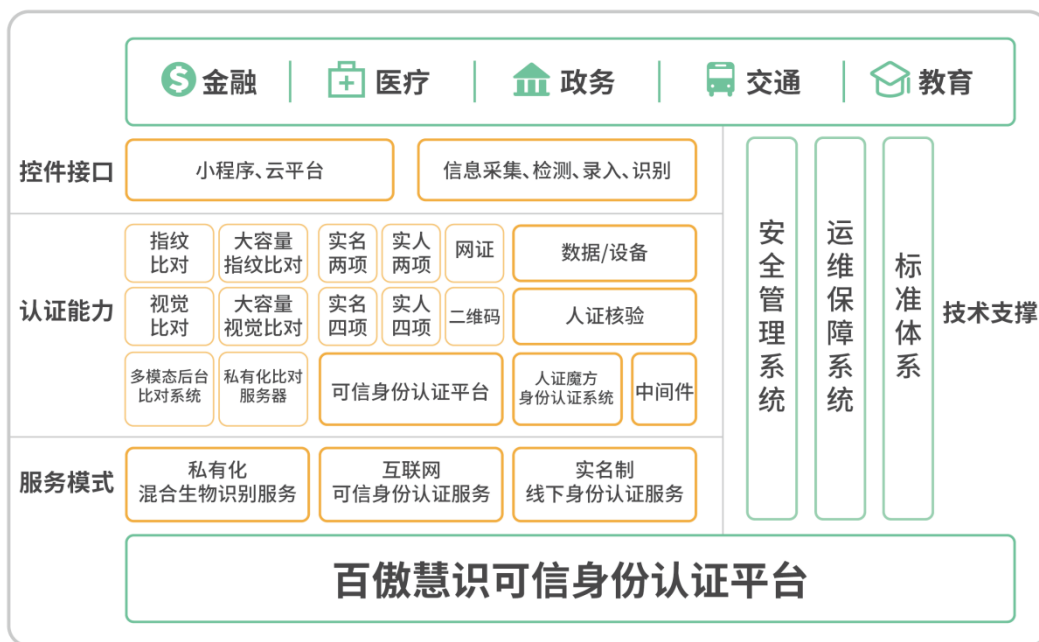 金融
医疗
政务
交通
教育
控件接口
小程序、云平台
信息采集、检测、录入、识别
认证能力
指纹
比对
大容量
指纹比对
实名
两项
实人
两项
网证
数据/设备
视觉
比对
大容量
视觉比对
实名
四项
实人
四项
二维码
人证核验
多模态后台
比对系统
私有化比对
服务器
可信身份认证平台
人证魔方
身份认证系统
中间件
服务模式
私有化
混合生物识别服务
互联网
可信身份认证服务
实名制
线下身份认证服务
安全管理系统
运维保障系统
标准体系
技术支撑
百傲慧识可信身份认证平台